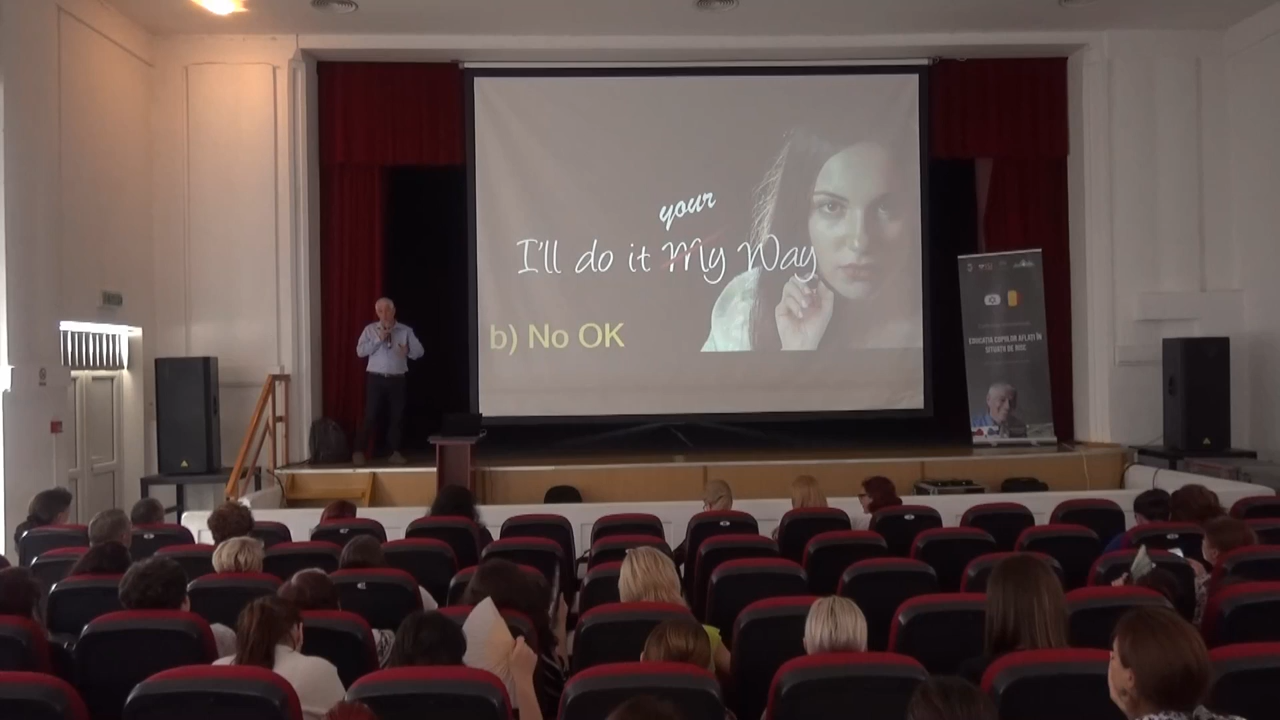 your
I'll do it My Way
b) No OK
EDUCAȚIA COPIILOR AFLAȚI ÎN
SITUAȚII DE RISC